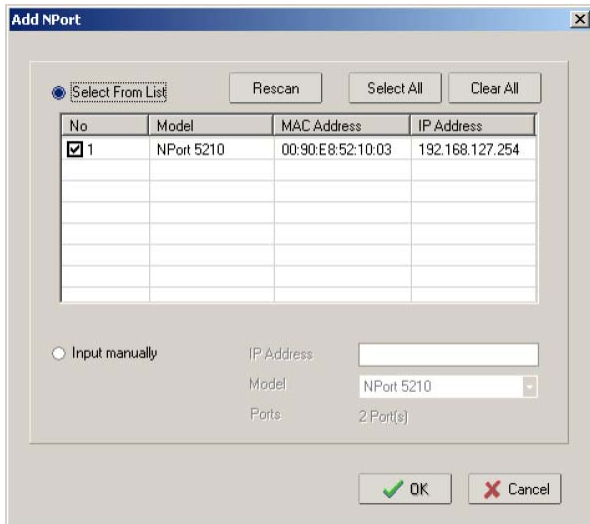 Add NPort
Select From List Rescan Select All Clear All
No Model MAC Address IP Address
1 NPort 5210 00:90:E8:52:10:03 192.168.127.254
Input manually IP Address
Model NPort 5210
Ports 2 Port(s)
OK Cancel